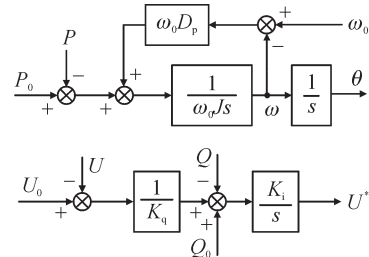 ω₀Dₚ + ω₀
P − + −
P₀ + + 1/ω₀Js ω 1/s θ
U Q
U₀ − + 1/K_q − + + K_i/s U*
Q₀